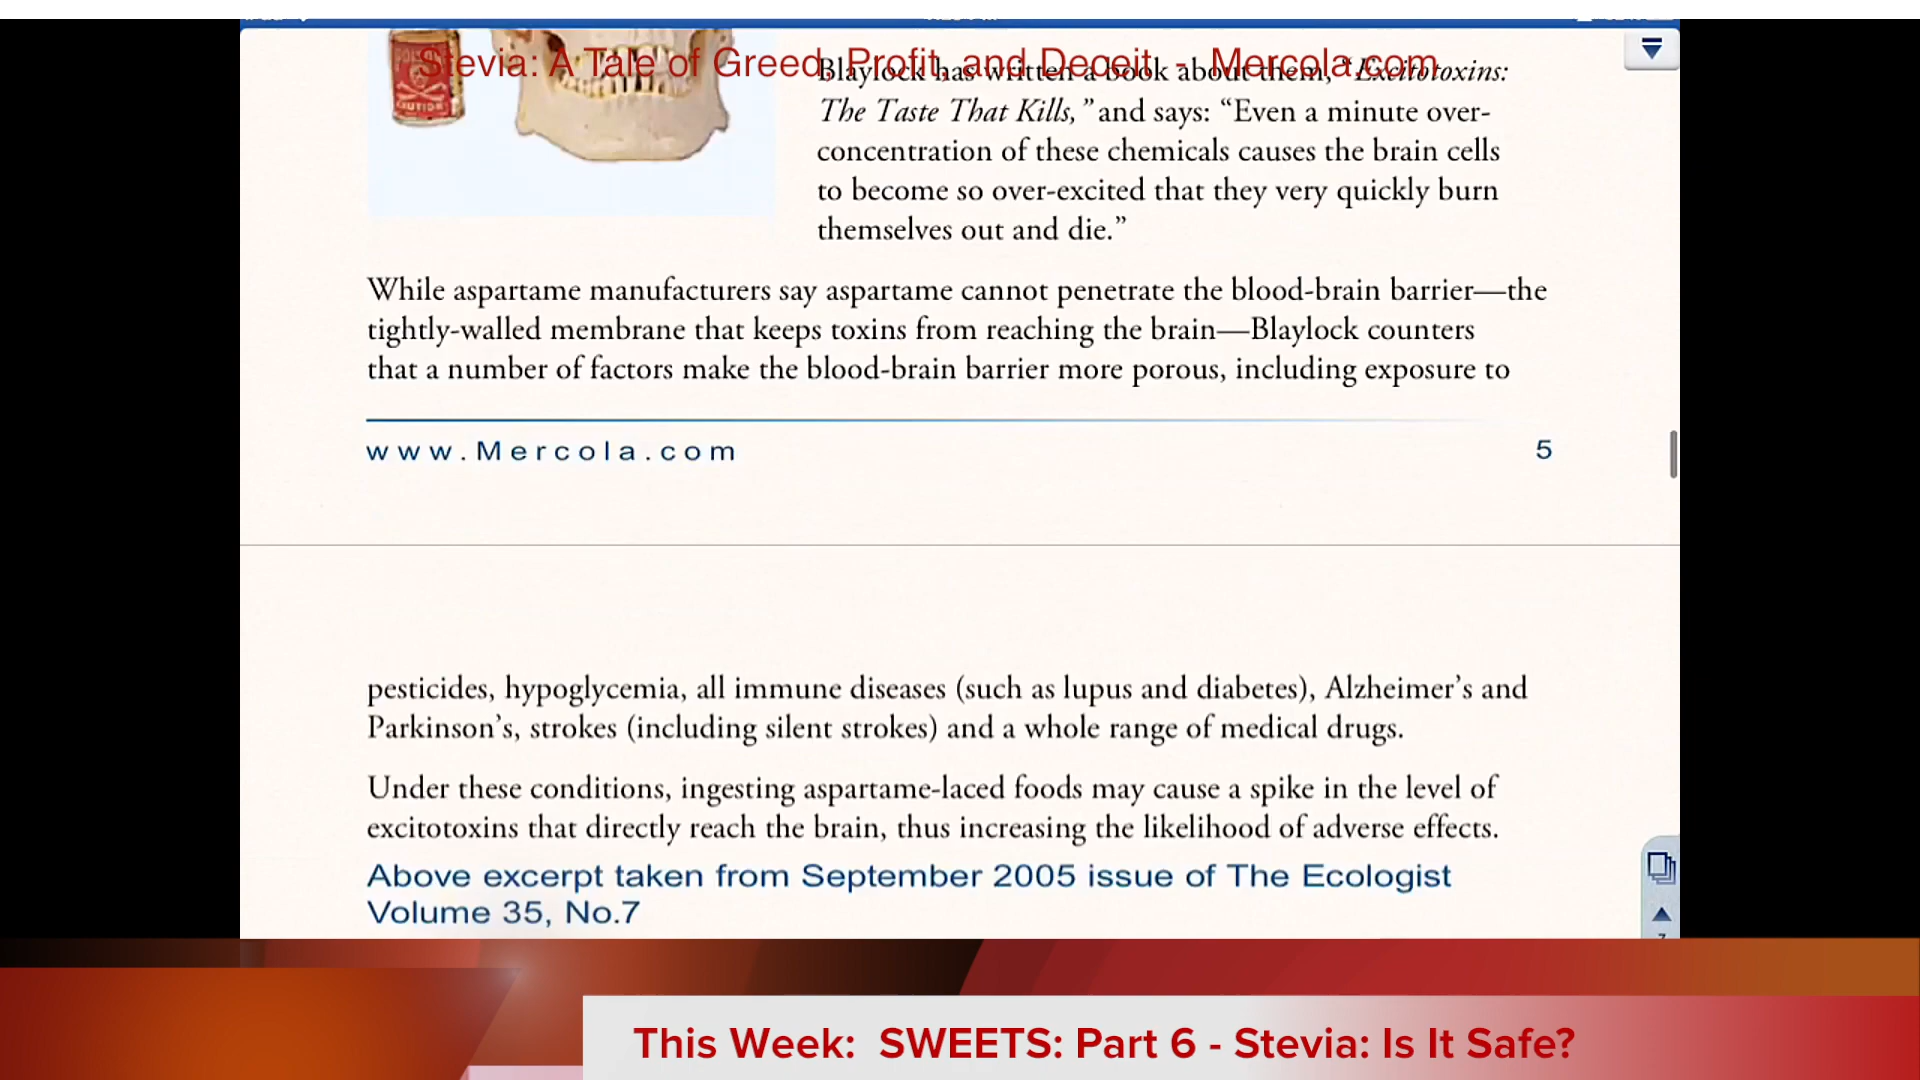 Stevia: A Tale of Greed, Profit, and Deceit - Mercola.com
Blaylock has written a book about them, “Excitotoxins:
The Taste That Kills,” and says: “Even a minute over-
concentration of these chemicals causes the brain cells
to become so over-excited that they very quickly burn
themselves out and die.”
While aspartame manufacturers say aspartame cannot penetrate the blood-brain barrier—the
tightly-walled membrane that keeps toxins from reaching the brain—Blaylock counters
that a number of factors make the blood-brain barrier more porous, including exposure to
www.Mercola.com 5
pesticides, hypoglycemia, all immune diseases (such as lupus and diabetes), Alzheimer’s and
Parkinson’s, strokes (including silent strokes) and a whole range of medical drugs.
Under these conditions, ingesting aspartame-laced foods may cause a spike in the level of
excitotoxins that directly reach the brain, thus increasing the likelihood of adverse effects.
Above excerpt taken from September 2005 issue of The Ecologist
Volume 35, No.7
This Week: SWEETS: Part 6 - Stevia: Is It Safe?